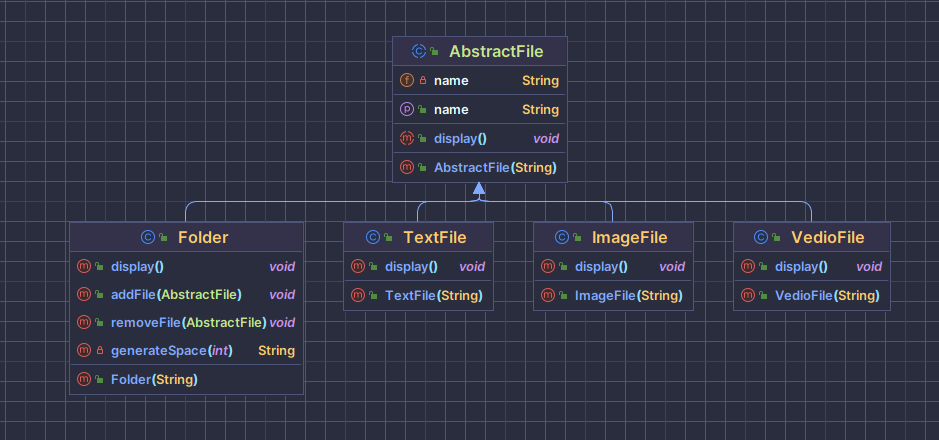 AbstractFile
name String
name String
display() void
AbstractFile(String)
Folder
display() void
addFile(AbstractFile) void
removeFile(AbstractFile) void
generateSpace(int) String
Folder(String)
TextFile
display() void
TextFile(String)
ImageFile
display() void
ImageFile(String)
VedioFile
display() void
VedioFile(String)